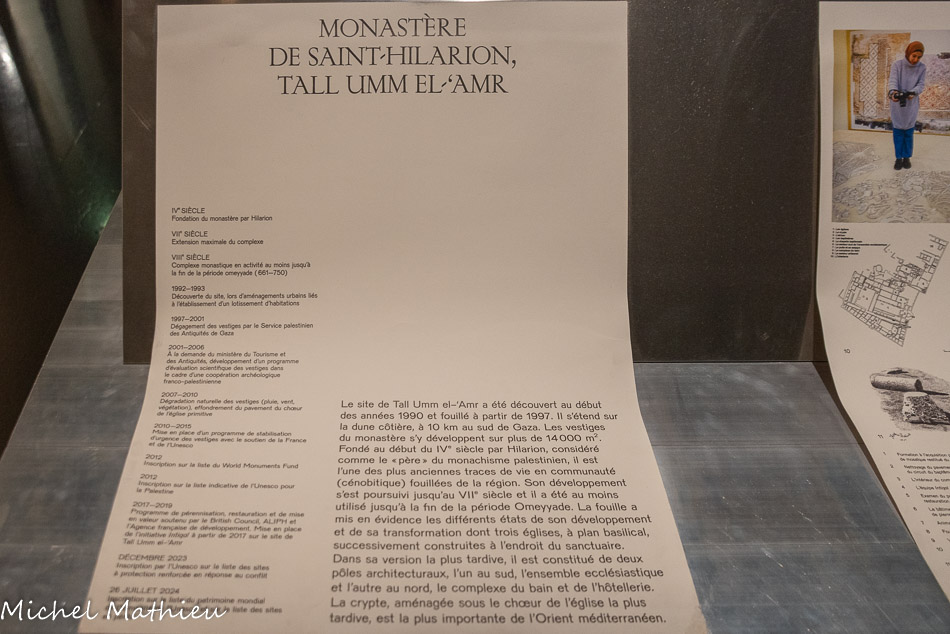 MONASTÈRE
DE SAINT-HILARION,
TALL UMM EL-‘AMR
IVᵉ SIÈCLE
Fondation du monastère par Hilarion
VIIᵉ SIÈCLE
Extension maximale du complexe
VIIIᵉ SIÈCLE
Complexe monastique en activité au moins jusqu’à
la fin de la période omeyyade (661–750)
1992–1993
Découverte du site, lors d’aménagements urbains liés
à l’établissement d’un lotissement d’habitations
1997–2001
Dégagement des vestiges par le Service palestinien
des Antiquités de Gaza
2001–2006
À la demande du ministère du Tourisme et
des Antiquités, développement d’un programme
d’évaluation scientifique des vestiges dans
le cadre d’une coopération archéologique
franco-palestinienne
2007–2010
Dégradation naturelle des vestiges (pluie, vent,
végétation), effondrement du pavement du chœur
de l’église primitive
2010–2015
Mise en place d’un programme de stabilisation
d’urgence des vestiges avec le soutien de la France
et de l’Unesco
2012
Inscription sur la liste du World Monuments Fund
2012
Inscription sur la liste indicative de l’Unesco pour
la Palestine
2017–2019
Programme de pérennisation, restauration et de mise
en valeur soutenu par le British Council, ALIPH et
l’Agence française de développement. Mise en place
de l’initiative Intiqal à partir de 2017 sur le site de
Tall Umm el-‘Amr
DÉCEMBRE 2023
Inscription par l’Unesco sur la liste des sites
à protection renforcée en réponse au conflit
26 JUILLET 2024
Inscription sur la liste du patrimoine mondial
la liste des sites
Le site de Tall Umm el-‘Amr a été découvert au début
des années 1990 et fouillé à partir de 1997. Il s’étend sur
la dune côtière, à 10 km au sud de Gaza. Les vestiges
du monastère s’y développent sur plus de 14 000 m².
Fondé au début du IVᵉ siècle par Hilarion, considéré
comme le « père » du monachisme palestinien, il est
l’une des plus anciennes traces de vie en communauté
(cénobitique) fouillées de la région. Son développement
s’est poursuivi jusqu’au VIIᵉ siècle et il a été au moins
utilisé jusqu’à la fin de la période Omeyyade. La fouille a
mis en évidence les différents états de son développement
et de sa transformation dont trois églises, à plan basilical,
successivement construites à l’endroit du sanctuaire.
Dans sa version la plus tardive, il est constitué de deux
pôles architecturaux, l’un au sud, l’ensemble ecclésiastique
et l’autre au nord, le complexe du bain et de l’hôtellerie.
La crypte, aménagée sous le chœur de l’église la plus
tardive, est la plus importante de l’Orient méditerranéen.
10
11
Michel Mathieu